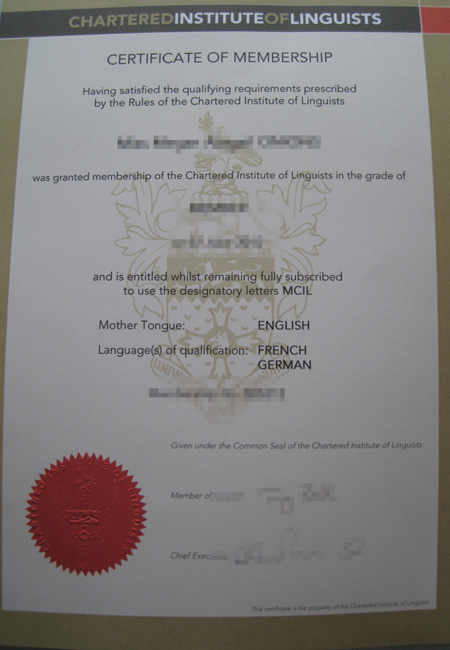 CHARTEREDINSTITUTEOFLINGUISTS
CERTIFICATE OF MEMBERSHIP
Having satisfied the qualifying requirements prescribed
by the Rules of the Chartered Institute of Linguists
was granted membership of the Chartered Institute of Linguists in the grade of
and is entitled whilst remaining fully subscribed
to use the designatory letters MCIL
Mother Tongue: ENGLISH
Language(s) of qualification: FRENCH
GERMAN
Given under the Common Seal of the Chartered Institute of Linguists
Member of
Chief
This certificate is the property of the Chartered Institute of Linguists